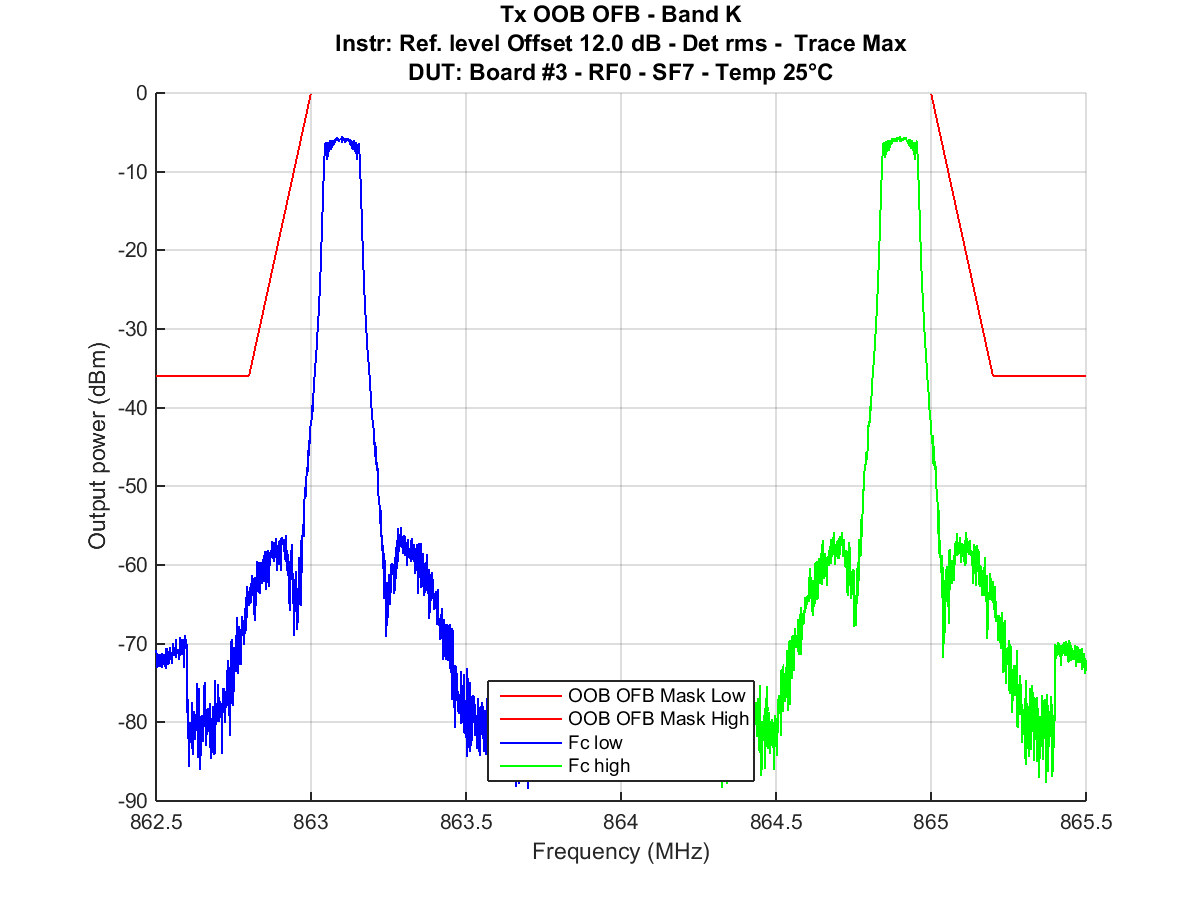 Tx OOB OFB - Band K
Instr: Ref. level Offset 12.0 dB - Det rms -  Trace Max
DUT: Board #3 - RF0 - SF7 - Temp 25°C
Output power (dBm)
0
-10
-20
-30
-40
-50
-60
-70
-80
-90
OOB OFB Mask Low
OOB OFB Mask High
Fc low
Fc high
862.5 863 863.5 864 864.5 865 865.5
Frequency (MHz)